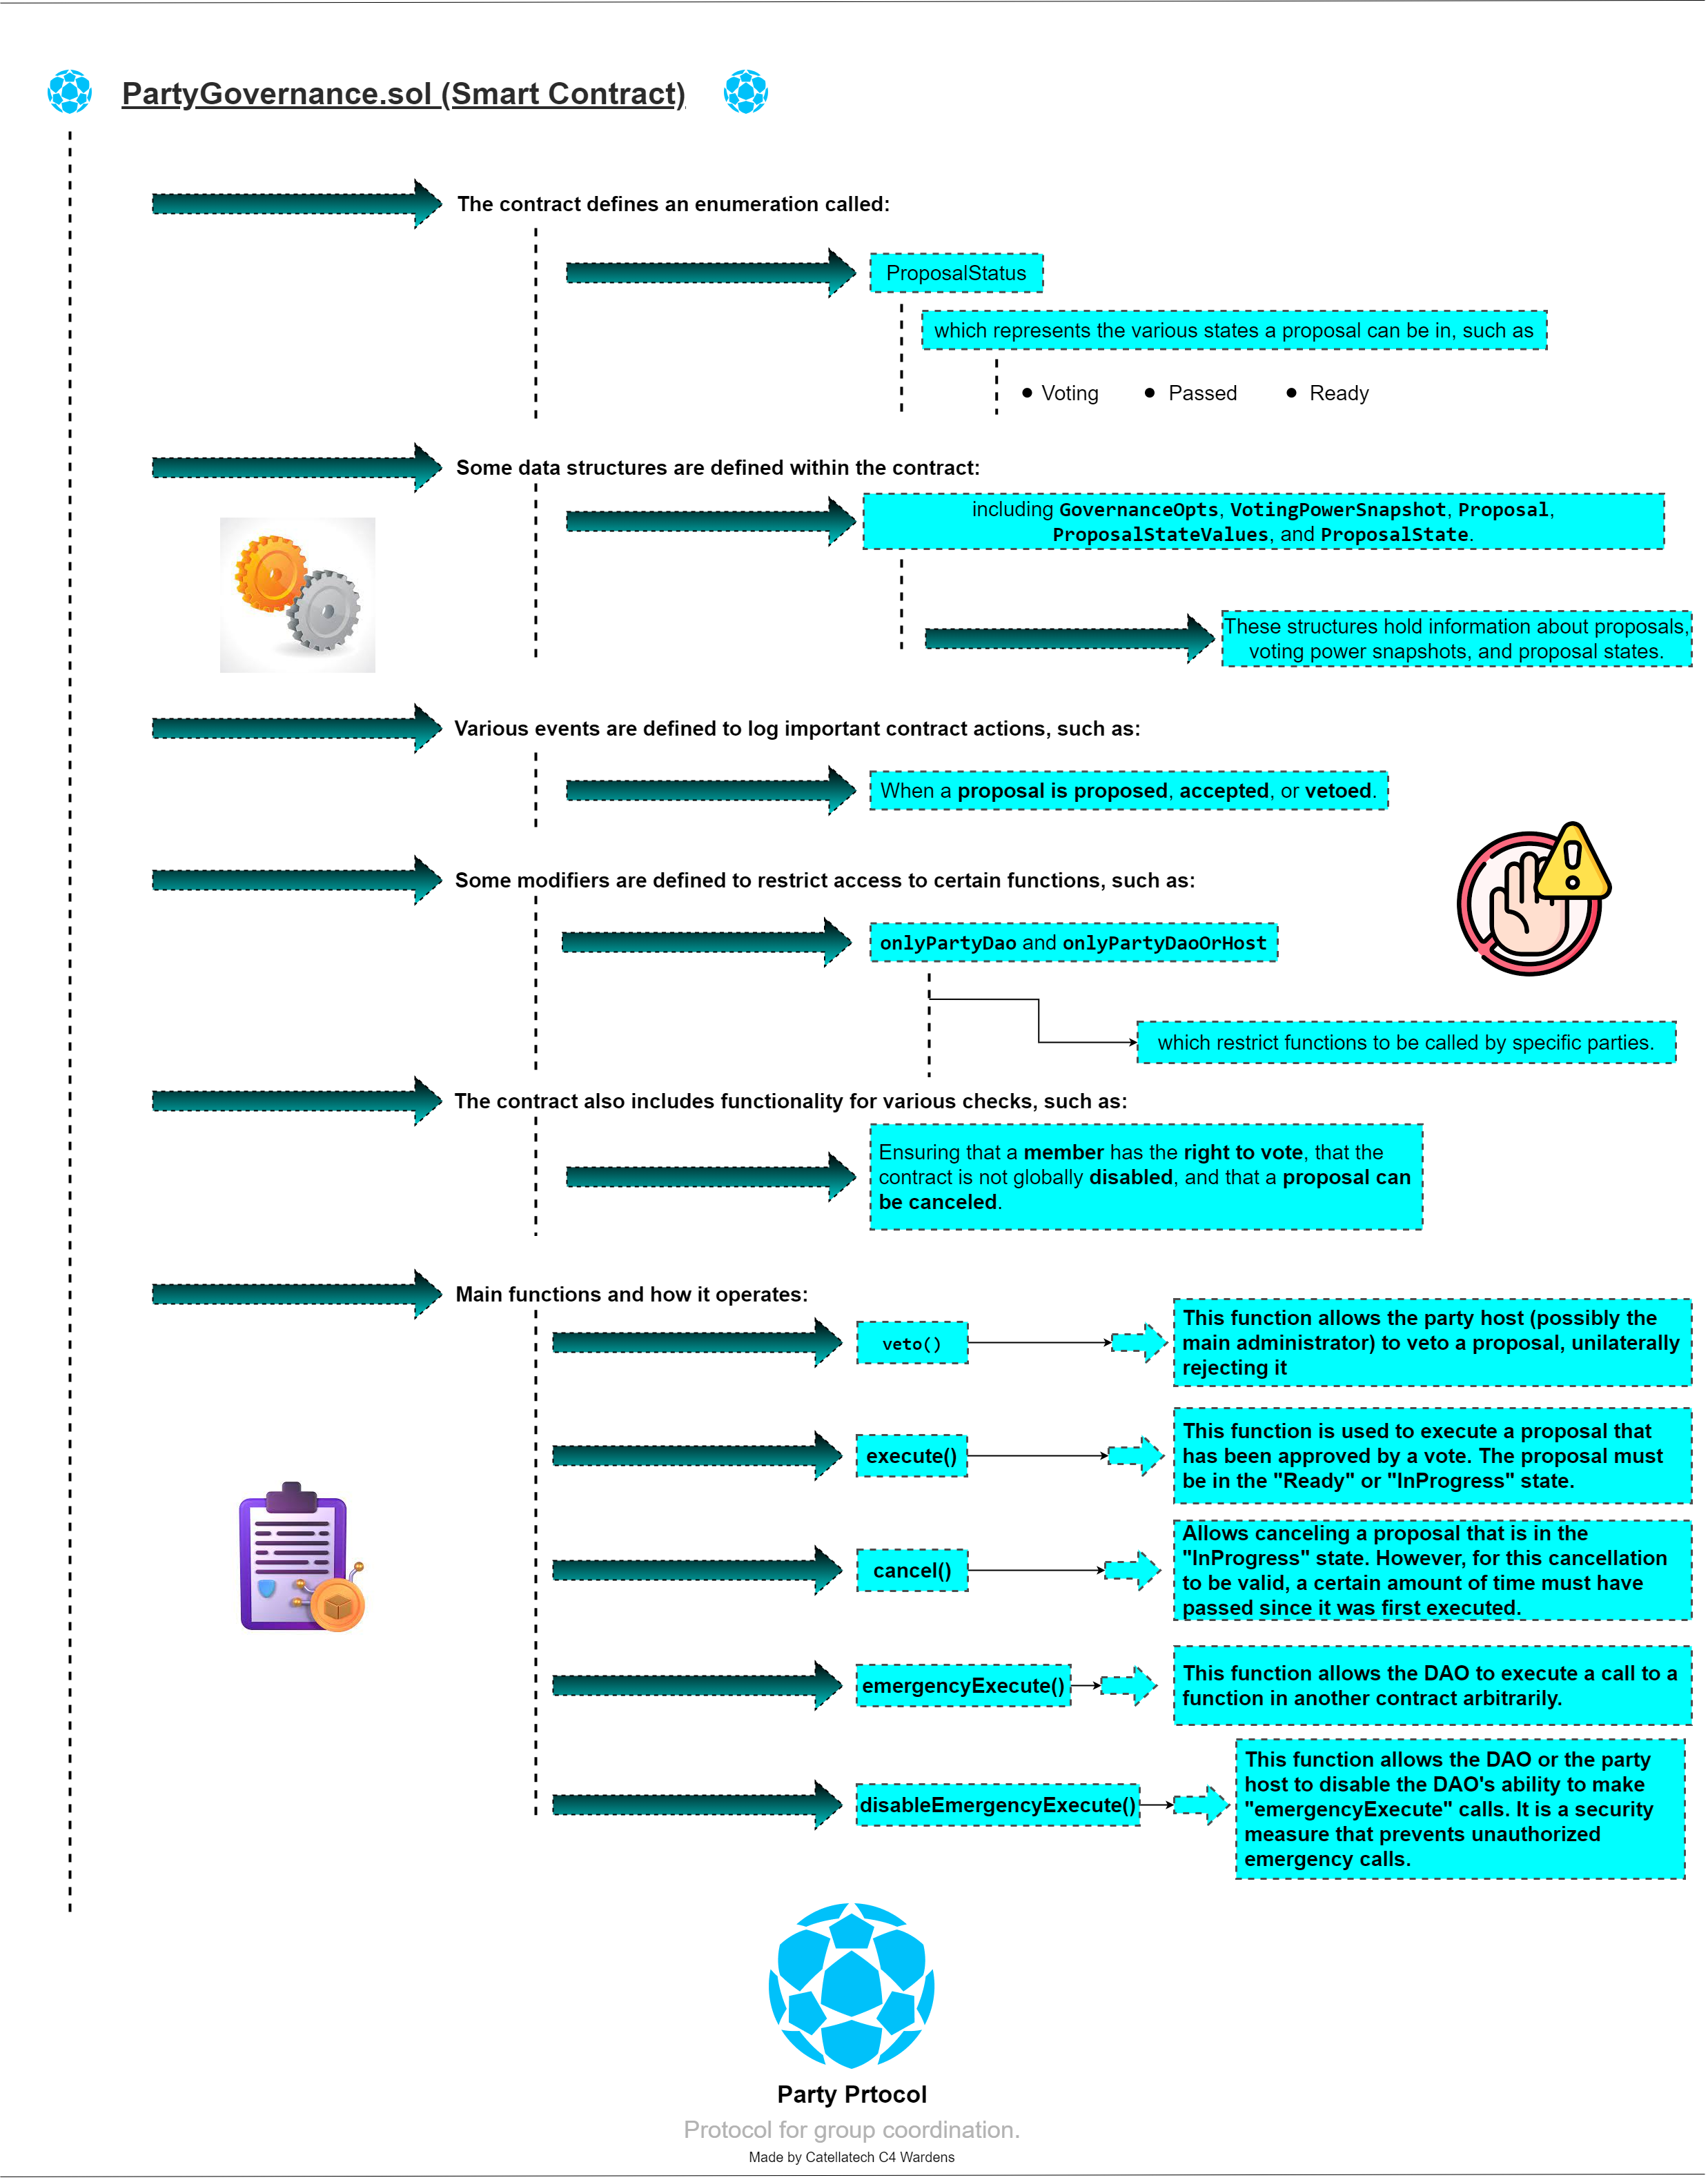 PartyGovernance.sol (Smart Contract)
The contract defines an enumeration called:
ProposalStatus
which represents the various states a proposal can be in, such as
Voting Passed Ready
Some data structures are defined within the contract:
including GovernanceOpts, VotingPowerSnapshot, Proposal,
ProposalStateValues, and ProposalState.
These structures hold information about proposals,
voting power snapshots, and proposal states.
Various events are defined to log important contract actions, such as:
When a proposal is proposed, accepted, or vetoed.
Some modifiers are defined to restrict access to certain functions, such as:
onlyPartyDao and onlyPartyDaoOrHost
which restrict functions to be called by specific parties.
The contract also includes functionality for various checks, such as:
Ensuring that a member has the right to vote, that the
contract is not globally disabled, and that a proposal can
be canceled.
Main functions and how it operates:
veto()
This function allows the party host (possibly the
main administrator) to veto a proposal, unilaterally
rejecting it
execute()
This function is used to execute a proposal that
has been approved by a vote. The proposal must
be in the "Ready" or "InProgress" state.
cancel()
Allows canceling a proposal that is in the
"InProgress" state. However, for this cancellation
to be valid, a certain amount of time must have
passed since it was first executed.
emergencyExecute()
This function allows the DAO to execute a call to a
function in another contract arbitrarily.
disableEmergencyExecute()
This function allows the DAO or the party
host to disable the DAO's ability to make
"emergencyExecute" calls. It is a security
measure that prevents unauthorized
emergency calls.
Party Prtocol
Protocol for group coordination.
Made by Catellatech C4 Wardens